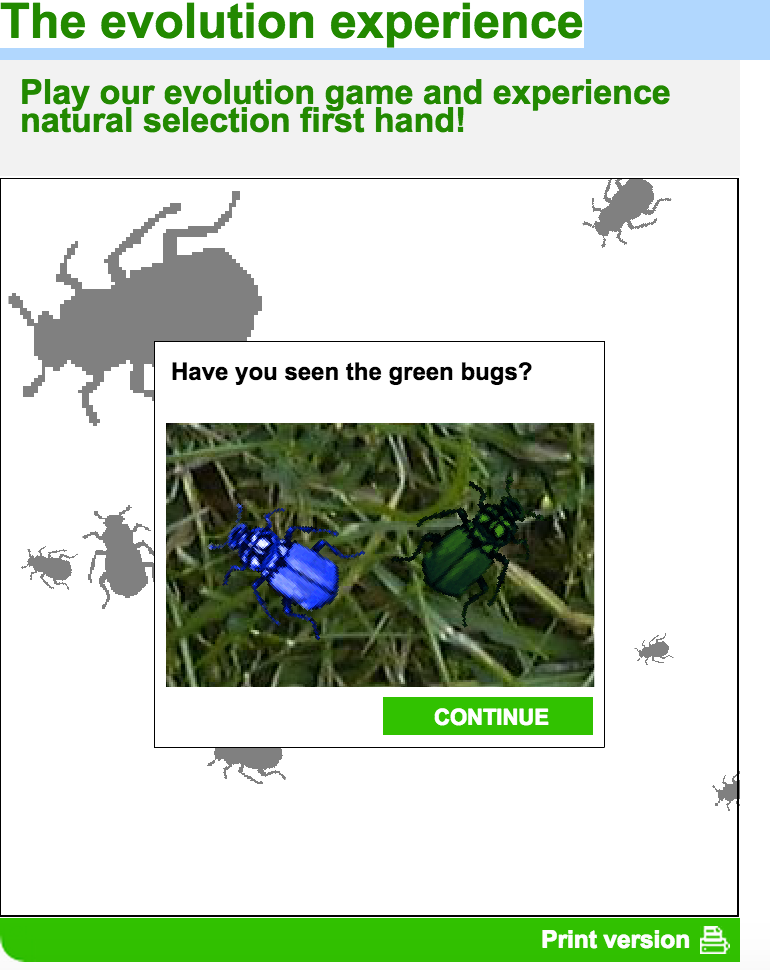 The evolution experience
Play our evolution game and experience
natural selection first hand!
Have you seen the green bugs?
CONTINUE
Print version